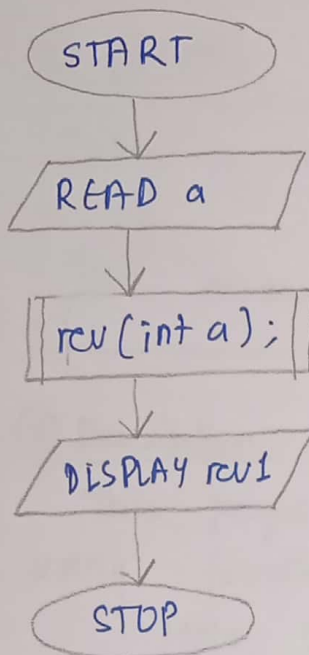 START
READ a
rev(int a);
DISPLAY rev1
STOP